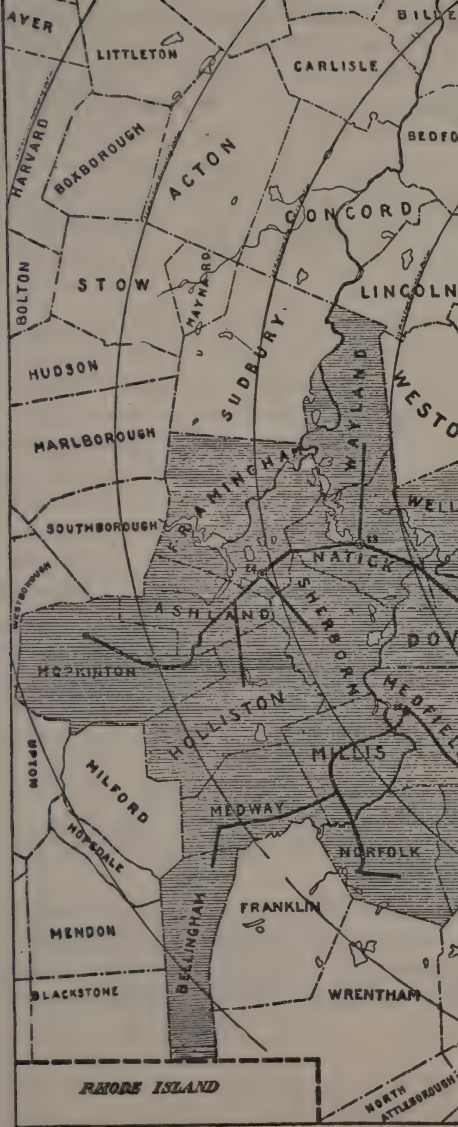 AYER
BILLE
LITTLETON
CARLISLE
HARVARD
BOXBOROUGH
ACTON
BEDFO
CONCORD
BOLTON
STOW
MAYNARD
LINCOLN
SUDBURY.
HUDSON
WAYLAND
WESTO
MARLBOROUGH
FRAMINGHAM
WELL
SOUTHBOROUGH
23
NATICK
24
WESTBOROUGH
ASHLAND
SHERBORN
DOV
HOPKINTON
MEDFIEL
HOLLISTON
MILLIS
UPTON
MILFORD
MEDWAY
HOPEDALE
NORFOLK
FRANKLIN
MENDON
BELLINGHAM
BLACKSTONE
WRENTHAM
RHODE ISLAND
NORTH
ATTLEBOROUGH